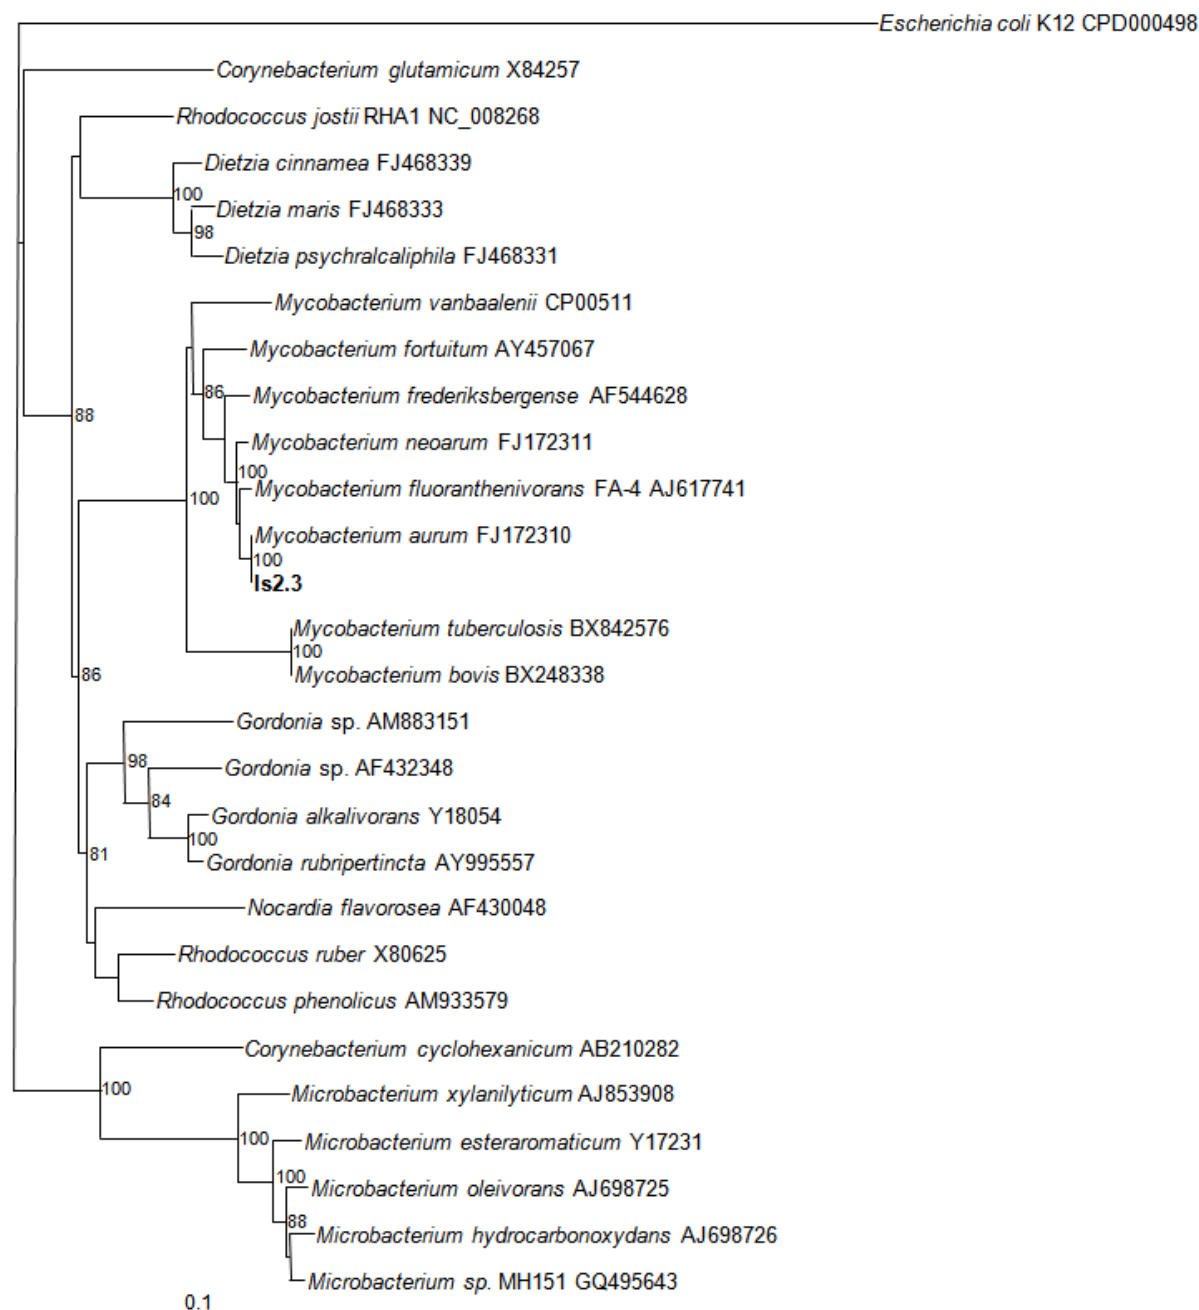 Escherichia coli K12 CPD000498
Corynebacterium glutamicum X84257
Rhodococcus jostii RHA1 NC_008268
Dietzia cinnamea FJ468339
100
Dietzia maris FJ468333
98
Dietzia psychralcaliphila FJ468331
Mycobacterium vanbaalenii CP00511
Mycobacterium fortuitum AY457067
86
Mycobacterium frederiksbergense AF544628
88
Mycobacterium neoarum FJ172311
100
Mycobacterium fluoranthenivorans FA-4 AJ617741
100
Mycobacterium aurum FJ172310
100
Is2.3
Mycobacterium tuberculosis BX842576
100
Mycobacterium bovis BX248338
86
Gordonia sp. AM883151
98
Gordonia sp. AF432348
84
Gordonia alkalivorans Y18054
100
Gordonia rubripertincta AY995557
81
Nocardia flavorosea AF430048
Rhodococcus ruber X80625
Rhodococcus phenolicus AM933579
Corynebacterium cyclohexanicum AB210282
100
Microbacterium xylanilyticum AJ853908
100
Microbacterium esteraromaticum Y17231
100
Microbacterium oleivorans AJ698725
88
Microbacterium hydrocarbonoxydans AJ698726
Microbacterium sp. MH151 GQ495643
0.1